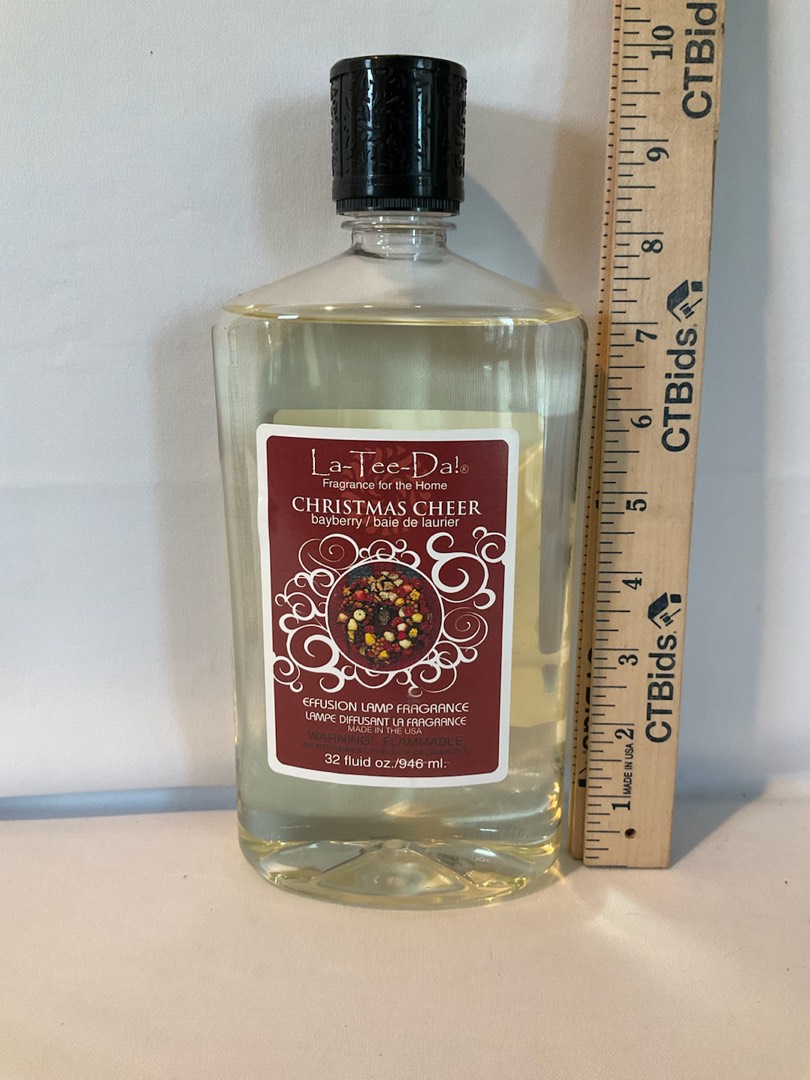 La-Tee-Da!®
Fragrance for the Home
CHRISTMAS CHEER
bayberry / baie de laurier
EFFUSION LAMP FRAGRANCE
LAMPE DIFFUSANT LA FRAGRANCE
MADE IN THE USA
WARNING! FLAMMABLE
32 fluid oz./946 ml.
10
9
8
7
6
5
4
3
2
1
CTBid
CTBids
CTBids
MADE IN USA